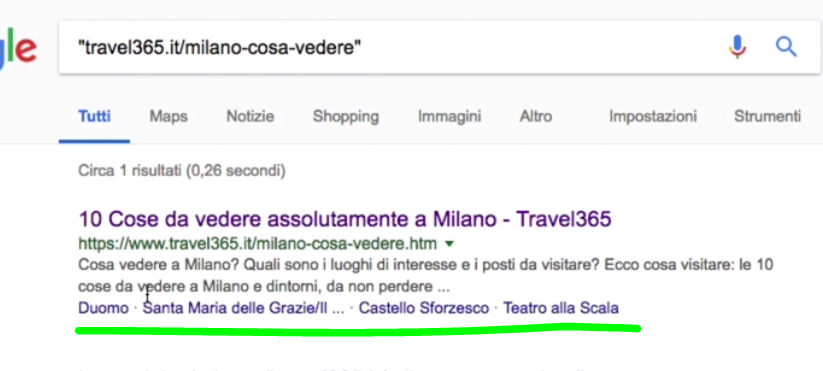 gle
"travel365.it/milano-cosa-vedere"
Tutti Maps Notizie Shopping Immagini Altro Impostazioni Strumenti
Circa 1 risultati (0,26 secondi)
10 Cose da vedere assolutamente a Milano - Travel365
https://www.travel365.it/milano-cosa-vedere.htm
Cosa vedere a Milano? Quali sono i luoghi di interesse e i posti da visitare? Ecco cosa visitare: le 10
cose da vedere a Milano e dintorni, da non perdere ...
Duomo · Santa Maria delle Grazie/Il ... · Castello Sforzesco · Teatro alla Scala